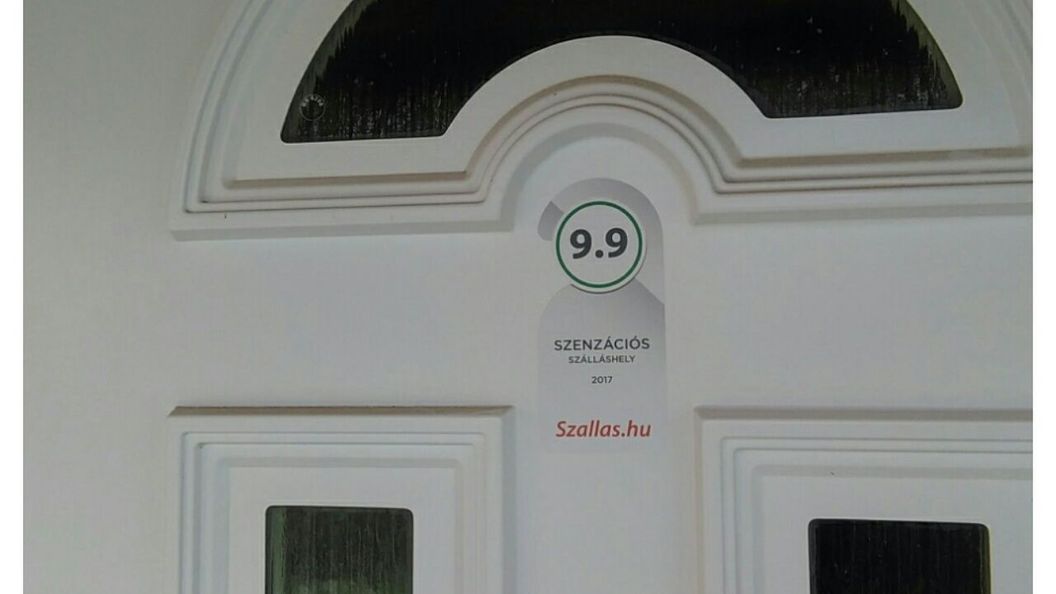 9.9
SZENZÁCIÓS
SZÁLLÁSHELY
2017
Szallas.hu